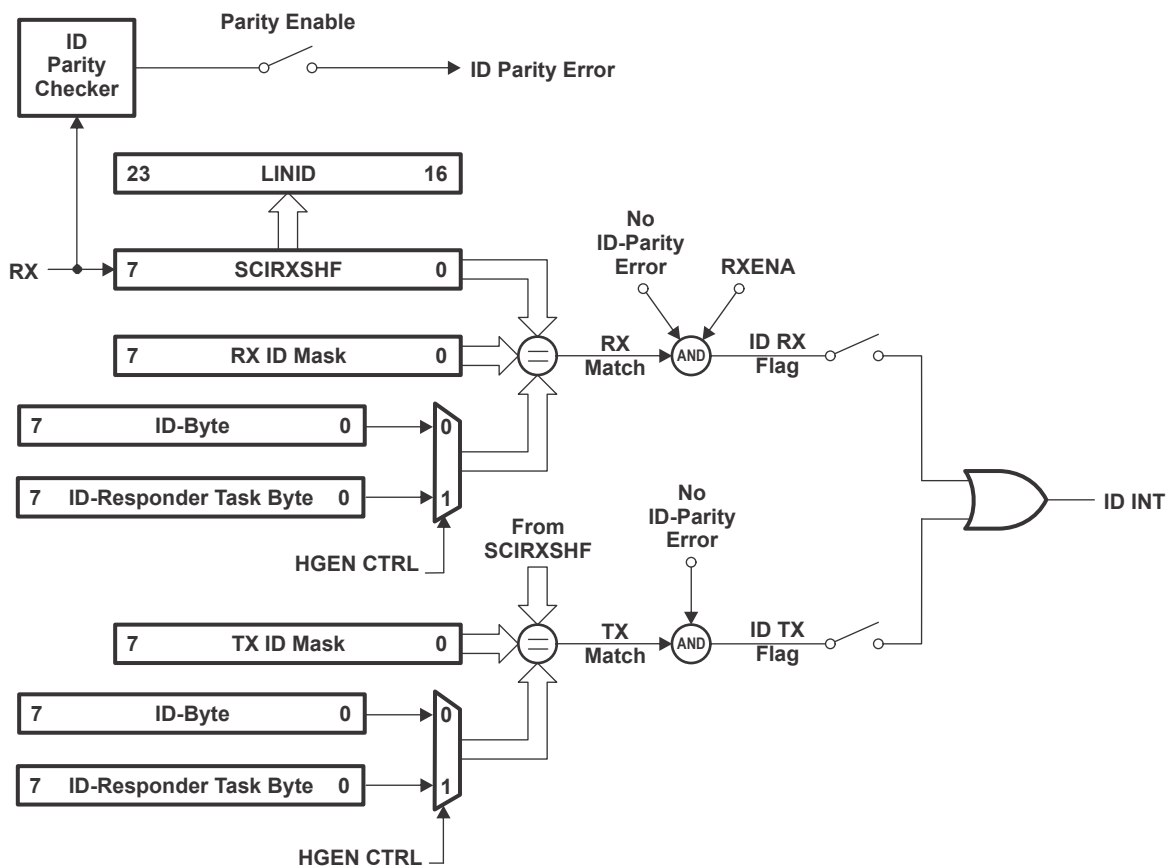 Parity Enable
ID
Parity
Checker
ID Parity Error
23 LINID 16
RX
7 SCIRXSHF 0
No
ID-Parity
Error
RXENA
7 RX ID Mask 0
=
RX
Match
AND
ID RX
Flag
7 ID-Byte 0
0
7 ID-Responder Task Byte 0
1
HGEN CTRL
From
SCIRXSHF
No
ID-Parity
Error
ID INT
7 TX ID Mask 0
=
TX
Match
AND
ID TX
Flag
7 ID-Byte 0
0
7 ID-Responder Task Byte 0
1
HGEN CTRL